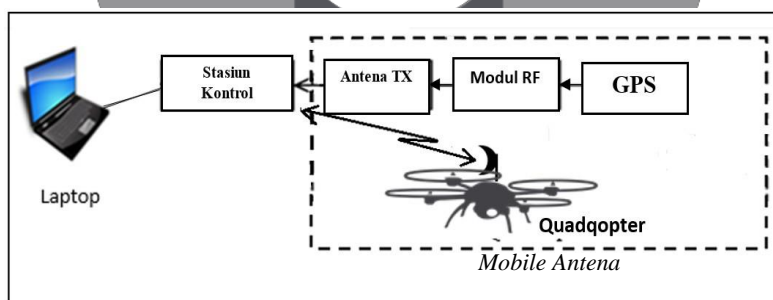 Stasiun
Kontrol
Antena TX
Modul RF
GPS
Laptop
Quadqopter
Mobile Antena